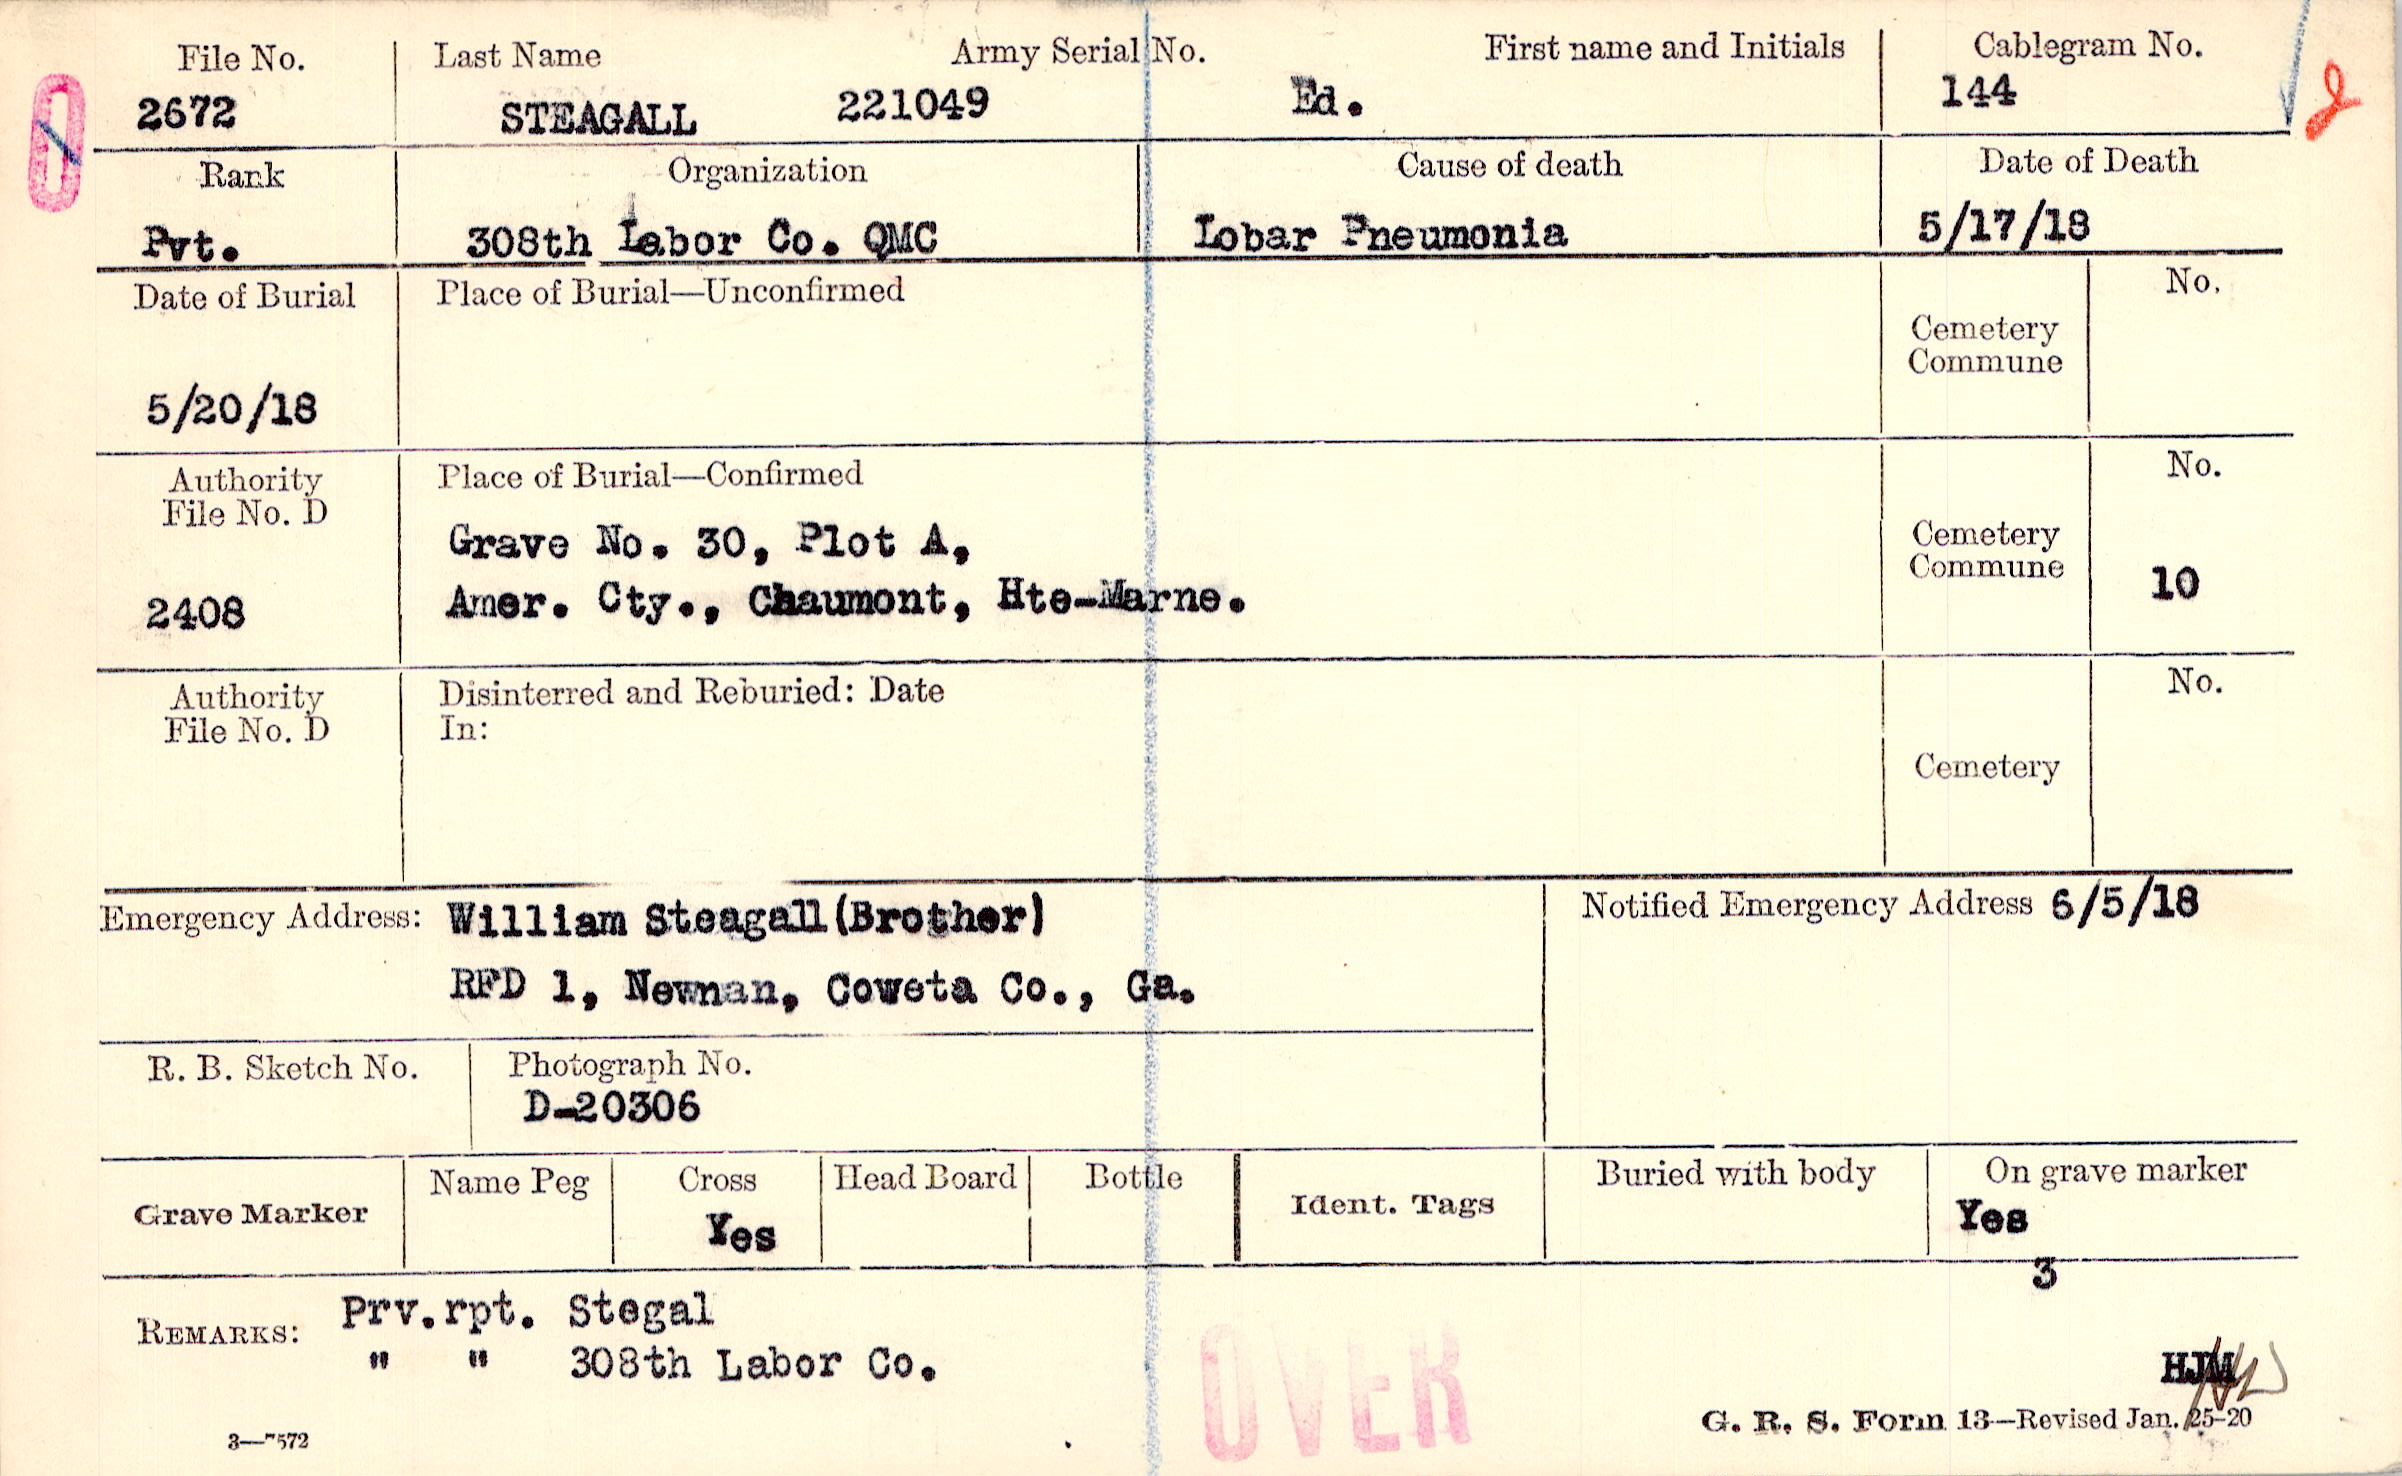 File No. Last Name Army Serial No. First name and Initials Cablegram No.
2672 STEAGALL 221049 Ed. 144
Rank Organization Cause of death Date of Death
Pvt. 308th Labor Co. QMC Lobar Pneumonia 5/17/18
Date of Burial Place of Burial—Unconfirmed No.
Cemetery
Commune
5/20/18
Authority Place of Burial—Confirmed No.
File No. D
Grave No. 30, Plot A, Cemetery
Commune
2408 Amer. Cty., Chaumont, Hte-Marne. 10
Authority Disinterred and Reburied: Date No.
File No. D In:
Cemetery
Emergency Address: William Steagall(Brother) Notified Emergency Address 6/5/18
RFD 1, Newnan, Coweta Co., Ga.
R. B. Sketch No. Photograph No.
D-20306
Grave Marker Name Peg Cross Head Board Bottle Ident. Tags Buried with body On grave marker
Yes Yes
3
REMARKS: Prv.rpt. Stegal
" " 308th Labor Co.
HJM
OVER
3—7572 G. R. S. Form 13—Revised Jan. 25-20